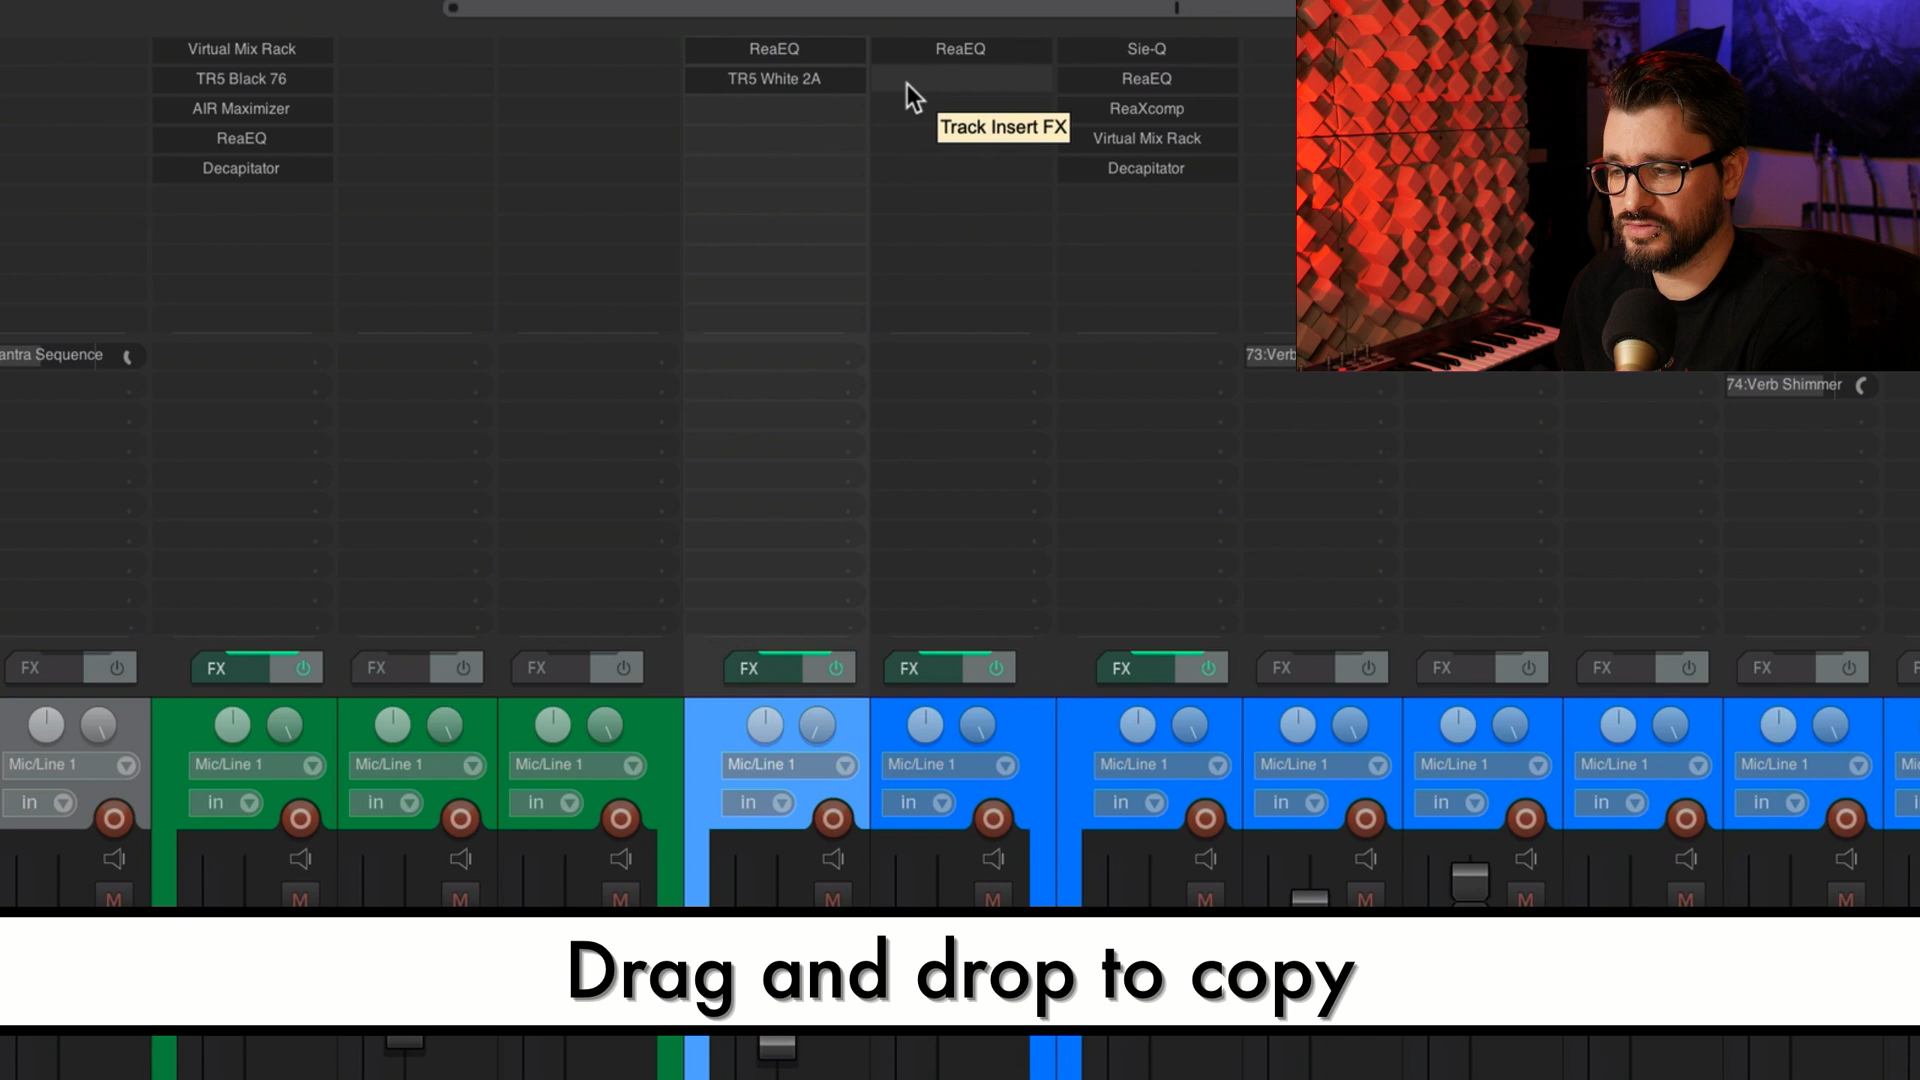 Virtual Mix Rack
TR5 Black 76
AIR Maximizer
ReaEQ
Decapitator
ReaEQ
TR5 White 2A
ReaEQ
Track Insert FX
Sie-Q
ReaEQ
ReaXcomp
Virtual Mix Rack
Decapitator
antra Sequence
73:Verb
74:Verb Shimmer
FX
FX
FX
FX
FX
FX
FX
FX
FX
FX
FX
Mic/Line 1
Mic/Line 1
Mic/Line 1
Mic/Line 1
Mic/Line 1
Mic/Line 1
Mic/Line 1
Mic/Line 1
Mic/Line 1
Mic/Line 1
Mic/Line 1
in
in
in
in
in
in
in
in
in
in
in
M
M
M
M
M
M
M
M
M
M
M
Drag and drop to copy